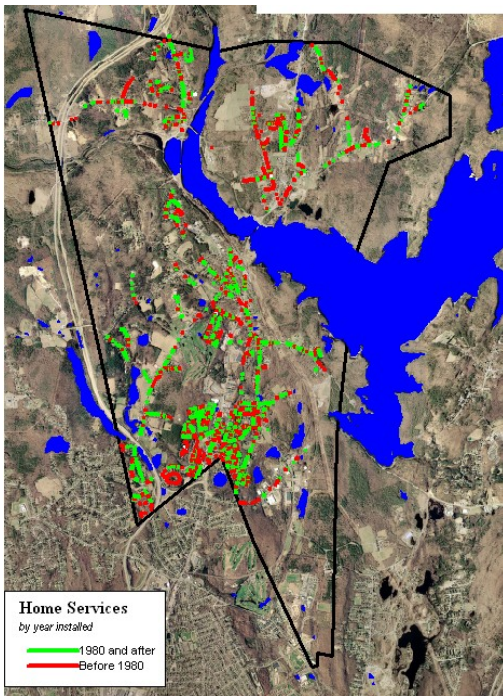 Home Services
by year installed
1980 and after
Before 1980